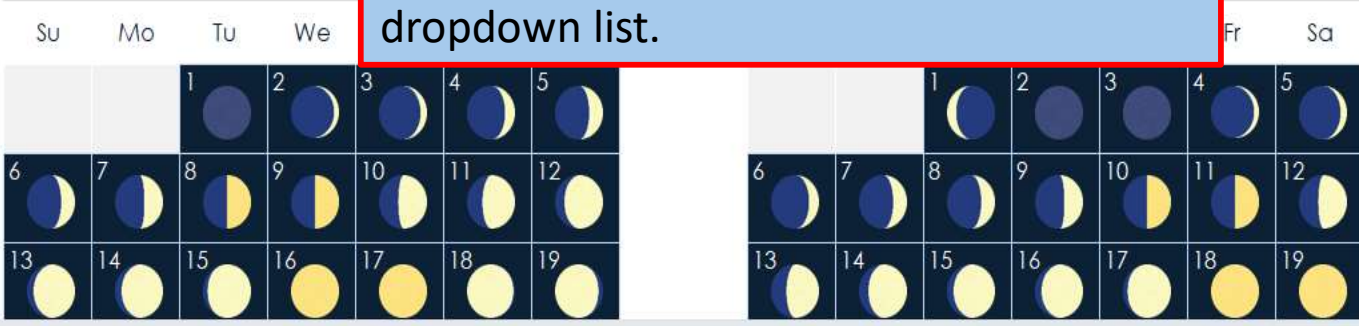 dropdown list.
Su Mo Tu We Fr Sa
1 2 3 4 5 1 2 3 4 5
6 7 8 9 10 11 12 6 7 8 9 10 11 12
13 14 15 16 17 18 19 13 14 15 16 17 18 19